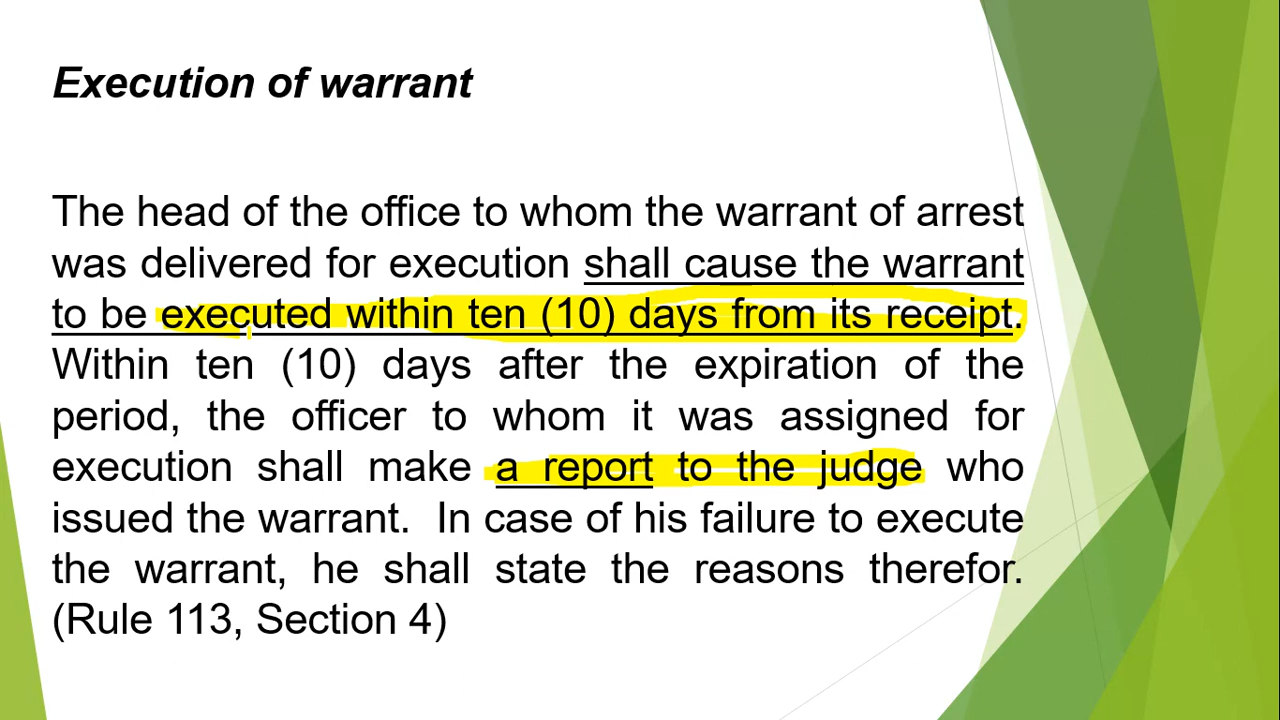 Execution of warrant
The head of the office to whom the warrant of arrest
was delivered for execution shall cause the warrant
to be executed within ten (10) days from its receipt.
Within ten (10) days after the expiration of the
period, the officer to whom it was assigned for
execution shall make a report to the judge who
issued the warrant. In case of his failure to execute
the warrant, he shall state the reasons therefor.
(Rule 113, Section 4)